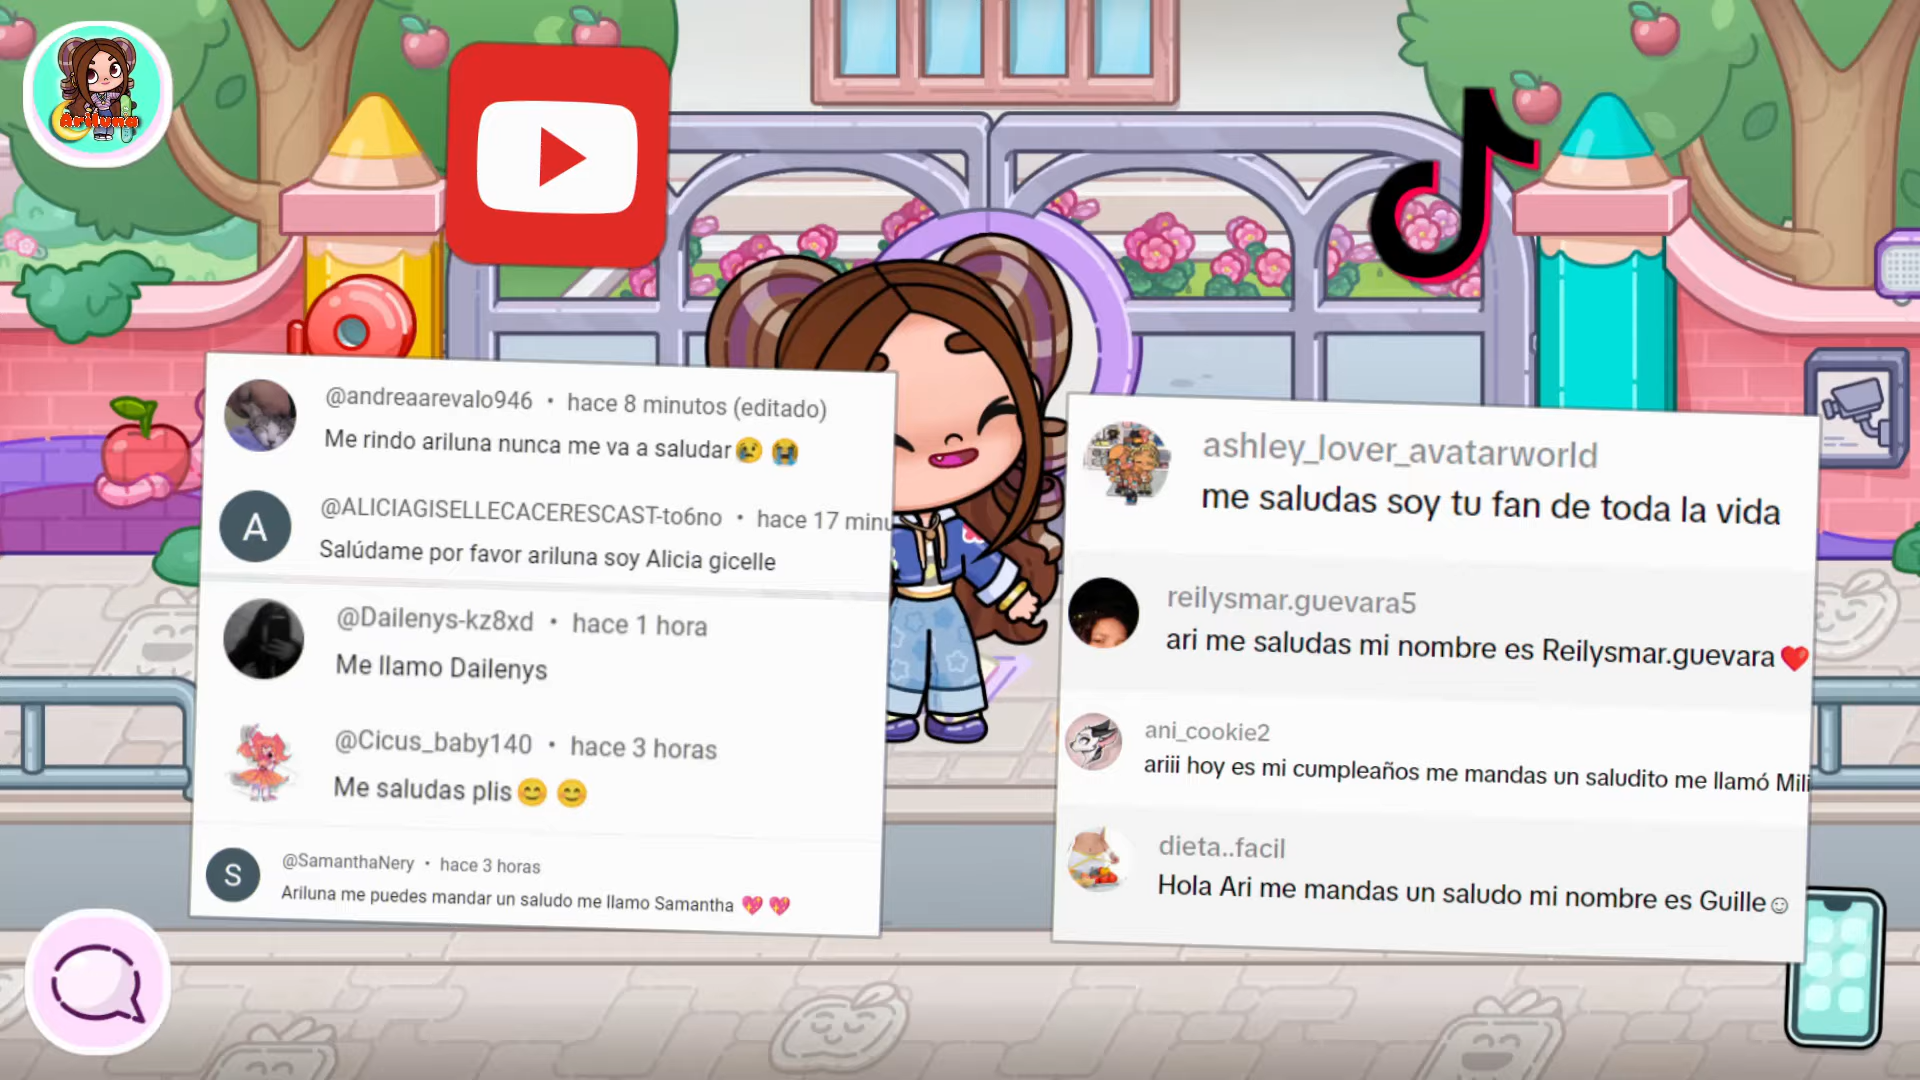 Ariluna
@andreaarevalo946 • hace 8 minutos (editado)
Me rindo ariluna nunca me va a saludar😢 😭
A
@ALICIAGISELLECACERESCAST-to6no • hace 17 minu
Salúdame por favor ariluna soy Alicia gicelle
@Dailenys-kz8xd • hace 1 hora
Me llamo Dailenys
@Cicus_baby140 • hace 3 horas
Me saludas plis😊 😊
S
@SamanthaNery • hace 3 horas
Ariluna me puedes mandar un saludo me llamo Samantha 💖 💖
ashley_lover_avatarworld
me saludas soy tu fan de toda la vida
reilysmar.guevara5
ari me saludas mi nombre es Reilysmar.guevara❤️
ani_cookie2
ariii hoy es mi cumpleaños me mandas un saludito me llamó Mili
dieta..facil
Hola Ari me mandas un saludo mi nombre es Guille☺